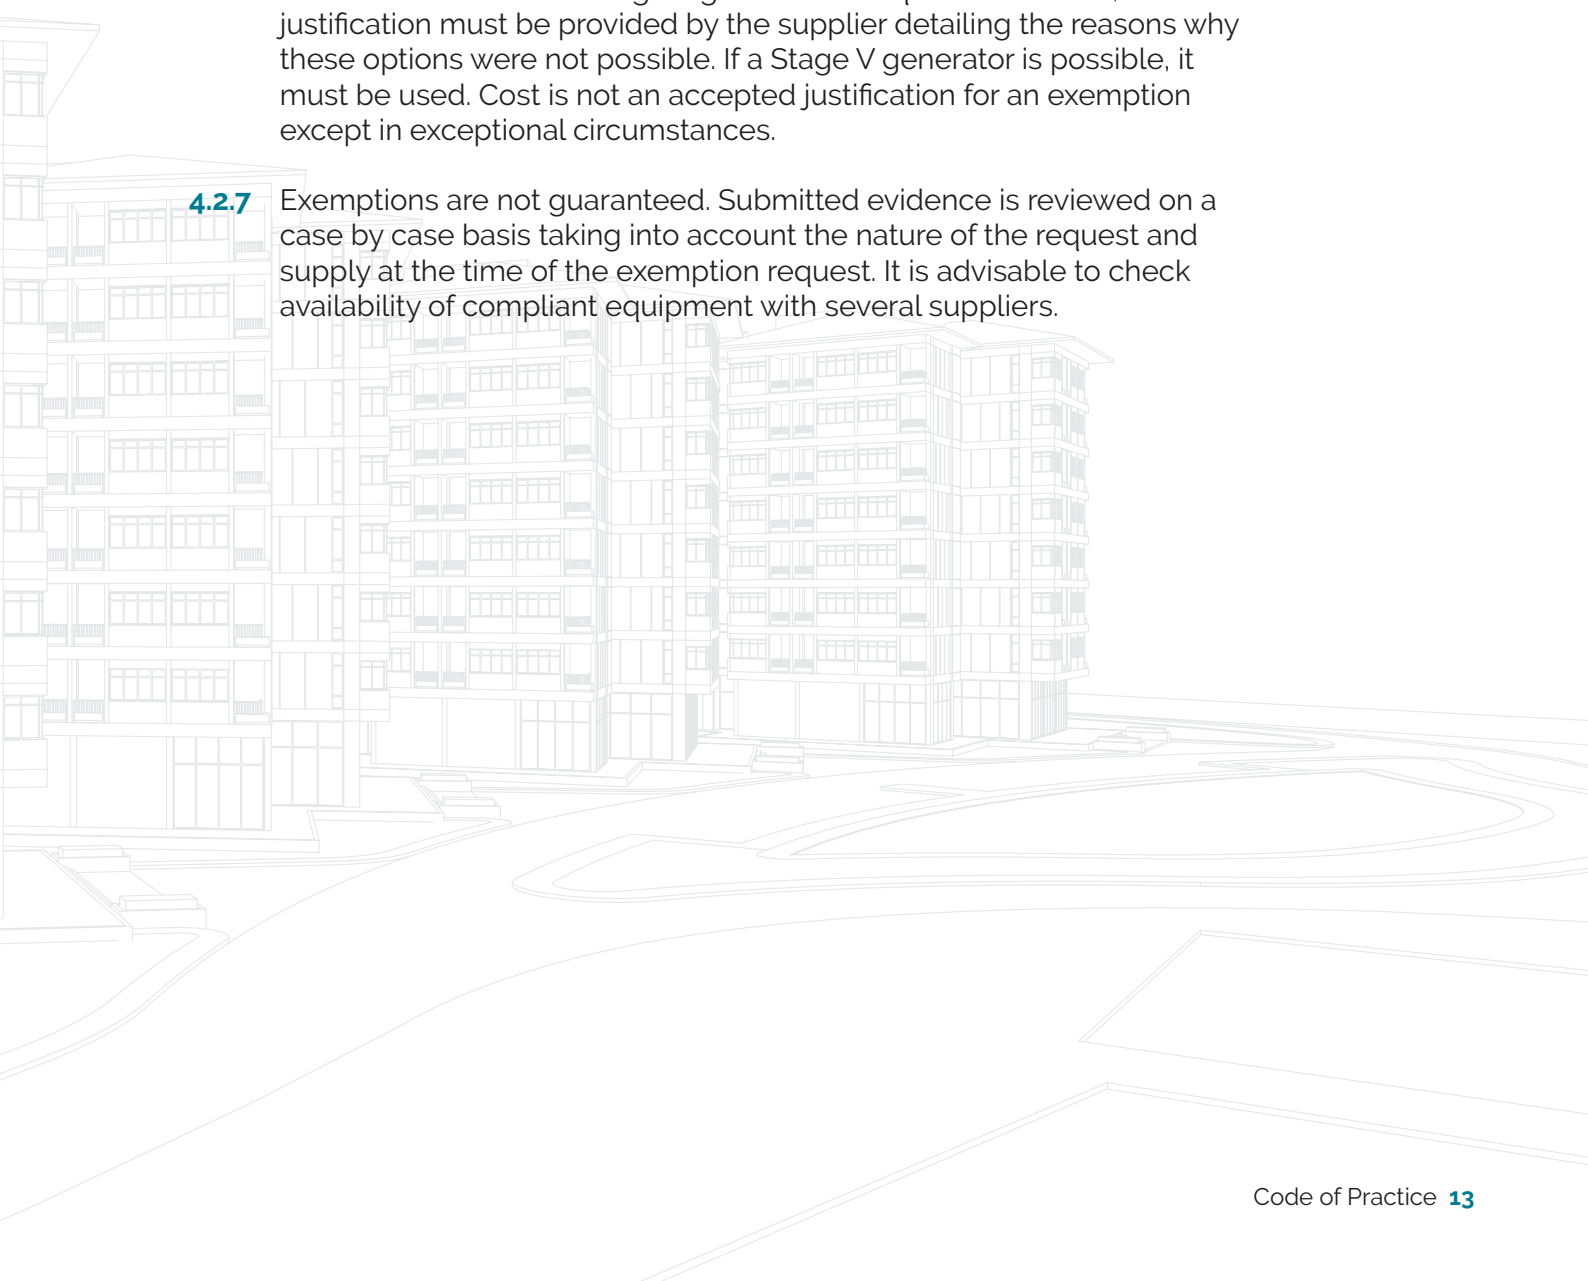 justification must be provided by the supplier detailing the reasons why
these options were not possible. If a Stage V generator is possible, it
must be used. Cost is not an accepted justification for an exemption
except in exceptional circumstances.
4.2.7 Exemptions are not guaranteed. Submitted evidence is reviewed on a
case by case basis taking into account the nature of the request and
supply at the time of the exemption request. It is advisable to check
availability of compliant equipment with several suppliers.
Code of Practice 13